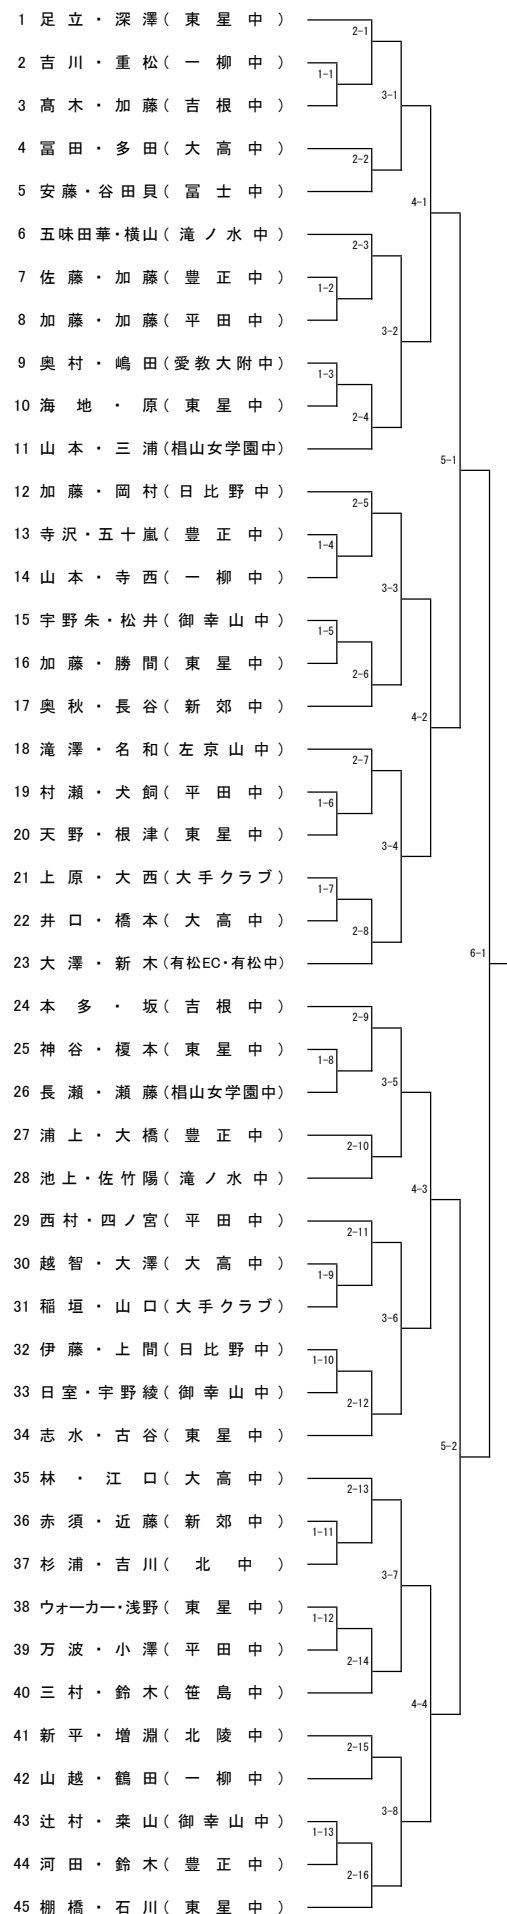 1 足立・深澤(東星中)
2-1
2 吉川・重松(一柳中)
1-1
3-1
3 髙木・加藤(吉根中)
4 冨田・多田(大高中)
2-2
5 安藤・谷田貝(冨士中)
4-1
6 五味田華・横山(滝ノ水中)
2-3
7 佐藤・加藤(豊正中)
1-2
8 加藤・加藤(平田中)
3-2
9 奥村・嶋田(愛教大附中)
1-3
10 海地・原(東星中)
2-4
11 山本・三浦(椙山女学園中)
5-1
12 加藤・岡村(日比野中)
2-5
13 寺沢・五十嵐(豊正中)
1-4
14 山本・寺西(一柳中)
3-3
15 宇野朱・松井(御幸山中)
1-5
16 加藤・勝間(東星中)
2-6
17 奥秋・長谷(新郊中)
4-2
18 滝澤・名和(左京山中)
2-7
19 村瀬・犬飼(平田中)
1-6
20 天野・根津(東星中)
3-4
21 上原・大西(大手クラブ)
1-7
22 井口・橋本(大高中)
2-8
23 大澤・新木(有松EC・有松中)
6-1
24 本多・坂(吉根中)
2-9
25 神谷・榎本(東星中)
1-8
3-5
26 長瀬・瀬藤(椙山女学園中)
27 浦上・大橋(豊正中)
2-10
28 池上・佐竹陽(滝ノ水中)
4-3
29 西村・四ノ宮(平田中)
2-11
30 越智・大澤(大高中)
1-9
31 稲垣・山口(大手クラブ)
3-6
32 伊藤・上間(日比野中)
1-10
33 日室・宇野綾(御幸山中)
2-12
34 志水・古谷(東星中)
5-2
35 林・江口(大高中)
2-13
36 赤須・近藤(新郊中)
1-11
37 杉浦・吉川(北中)
3-7
38 ウォーカー・浅野(東星中)
1-12
39 万波・小澤(平田中)
2-14
40 三村・鈴木(笹島中)
4-4
41 新平・増淵(北陵中)
2-15
42 山越・鶴田(一柳中)
3-8
43 辻村・桒山(御幸山中)
1-13
44 河田・鈴木(豊正中)
2-16
45 棚橋・石川(東星中)